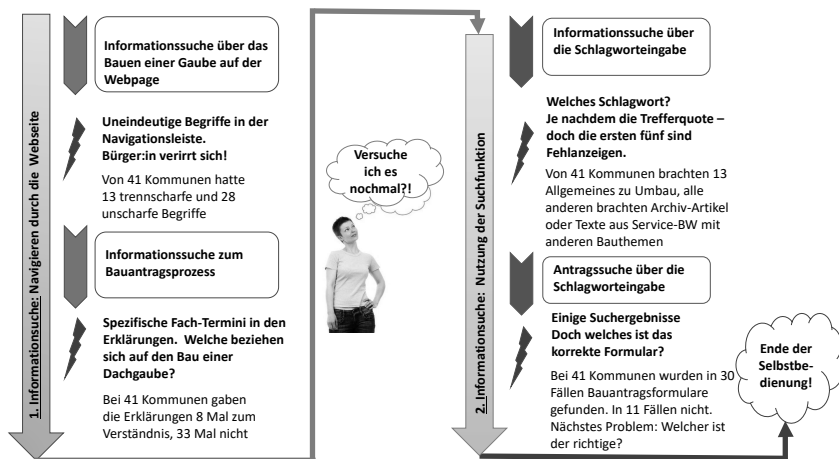 1. Informationsuche: Navigieren durch die Webseite
Informationssuche über das
Bauen einer Gaube auf der
Webpage
Uneindeutige Begriffe in der
Navigationsleiste.
Bürger:in verirrt sich!
Von 41 Kommunen hatte
13 trennscharfe und 28
unscharfe Begriffe
Informationssuche zum
Bauantragsprozess
Spezifische Fach-Termini in den
Erklärungen. Welche beziehen
sich auf den Bau einer
Dachgaube?
Bei 41 Kommunen gaben
die Erklärungen 8 Mal zum
Verständnis, 33 Mal nicht
Versuche
ich es
nochmal?!
2. Informationsuche: Nutzung der Suchfunktion
Informationssuche über
die Schlagworteingabe
Welches Schlagwort?
Je nachdem die Trefferquote –
doch die ersten fünf sind
Fehlanzeigen.
Von 41 Kommunen brachten 13
Allgemeines zu Umbau, alle
anderen brachten Archiv-Artikel
oder Texte aus Service-BW mit
anderen Bauthemen
Antragssuche über die
Schlagworteingabe
Einige Suchergebnisse
Doch welches ist das
korrekte Formular?
Bei 41 Kommunen wurden in 30
Fällen Bauantragsformulare
gefunden. In 11 Fällen nicht.
Nächstes Problem: Welcher ist
der richtige?
Ende der
Selbstbe-
dienung!